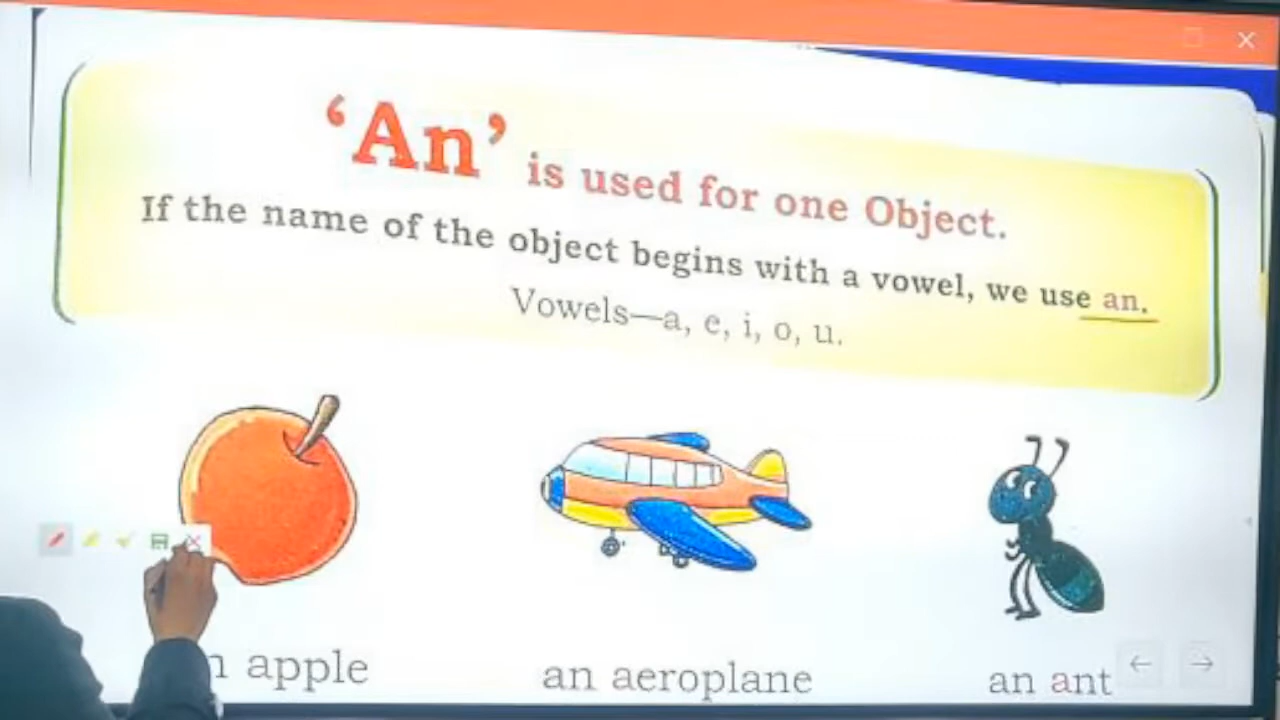 ‘An’ is used for one Object.
If the name of the object begins with a vowel, we use an.
Vowels—a, e, i, o, u.
apple
an aeroplane
an ant